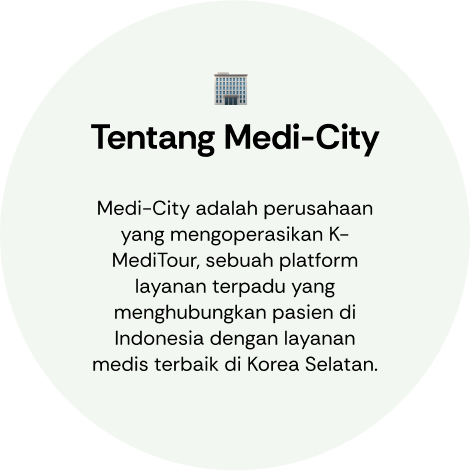 Tentang Medi-City
Medi-City adalah perusahaan
yang mengoperasikan K-
MediTour, sebuah platform
layanan terpadu yang
menghubungkan pasien di
Indonesia dengan layanan
medis terbaik di Korea Selatan.